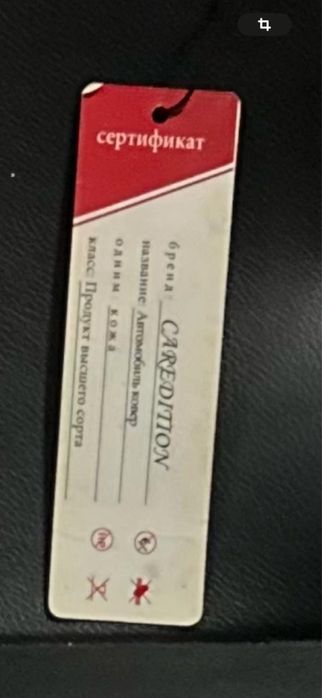 сертификат
бренд: CAREDITION
название: Автомобиль ковер
одним: кожа
класс: Продукт высшего сорта